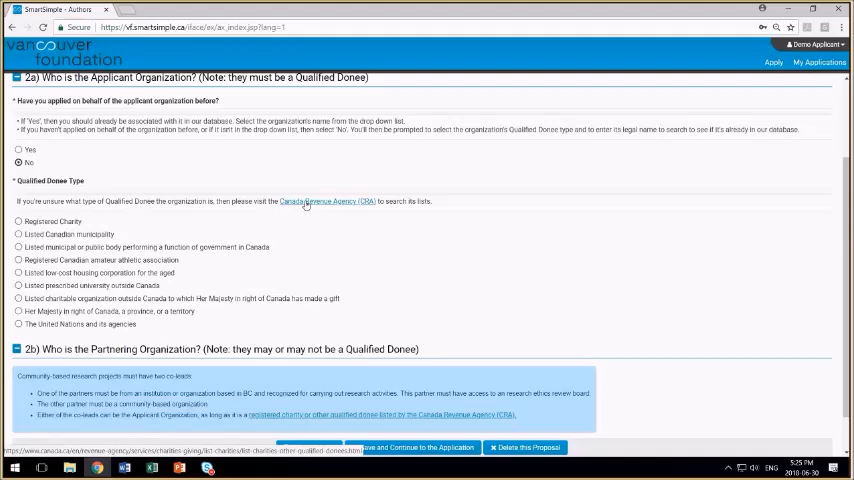 SmartSimple - Authors
Secure
https://vf.smartsimple.ca/iface/ex/ax_index.jsp?lang=1
vancouver
foundation
Demo Applicant
Apply
My Applications
2a) Who is the Applicant Organization? (Note: they must be a Qualified Donee)
* Have you applied on behalf of the applicant organization before?
• If 'Yes', then you should already be associated with it in our database. Select the organization's name from the drop down list.
• If you haven't applied on behalf of the organization before, or if it isn't in the drop down list, then select 'No'. You'll then be prompted to select the organization's Qualified Donee type and to enter its legal name to search to see if it's already in our database.
Yes
No
* Qualified Donee Type
If you're unsure what type of Qualified Donee the organization is, then please visit the Canada Revenue Agency (CRA) to search its lists.
Registered Charity
Listed Canadian municipality
Listed municipal or public body performing a function of government in Canada
Registered Canadian amateur athletic association
Listed low-cost housing corporation for the aged
Listed prescribed university outside Canada
Listed charitable organization outside Canada to which Her Majesty in right of Canada has made a gift
Her Majesty in right of Canada, a province, or a territory
The United Nations and its agencies
2b) Who is the Partnering Organization? (Note: they may or may not be a Qualified Donee)
Community-based research projects must have two co-leads:
• One of the partners must be from an institution or organization based in BC and recognized for carrying out research activities. This partner must have access to an research ethics review board.
• The other partner must be a community-based organization
• Either of the co-leads can be the Applicant Organization, as long as it is a registered charity or other qualified donee listed by the Canada Revenue Agency (CRA).
ave and Continue to the Application
Delete this Proposal
https://www.canada.ca/en/revenue-agency/services/charities-giving/list-charities/list-charities-other-qualified-donees.html
ENG
5:25 PM
2018-06-30